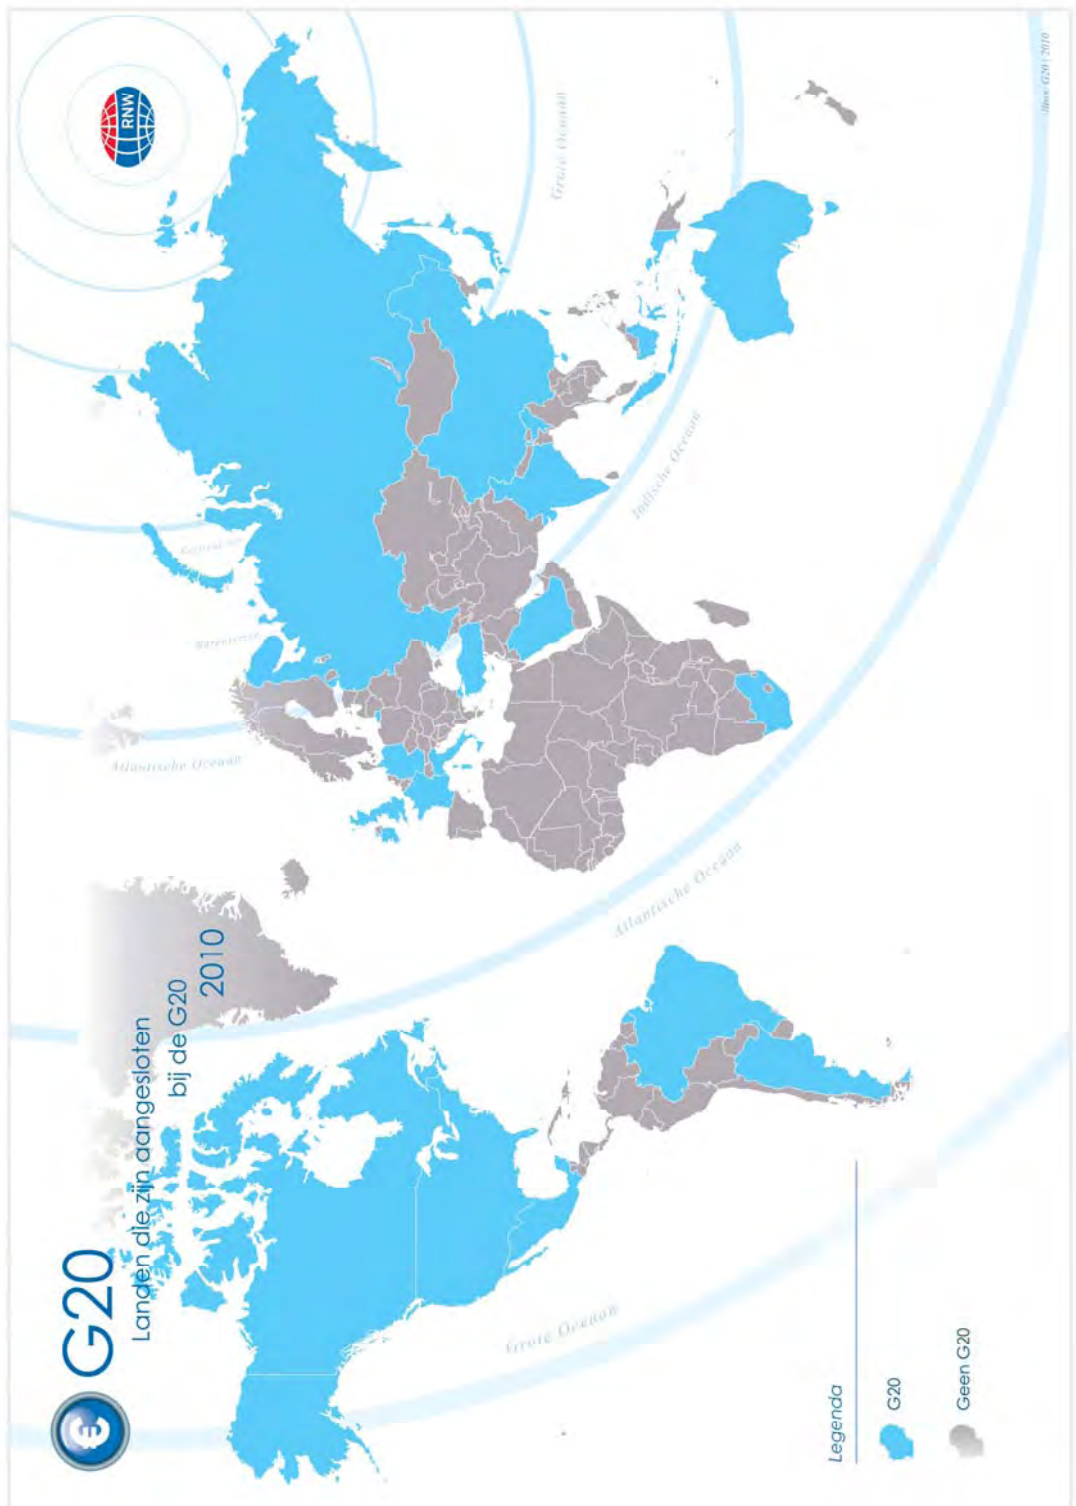 G20
Landen die zijn aangesloten
bij de G20
2010
RNW
Atlantische Oceaan
Barentszee
Grote Oceaan
Indische Oceaan
Atlantische Oceaan
Grote Oceaan
Legenda
G20
Geen G20